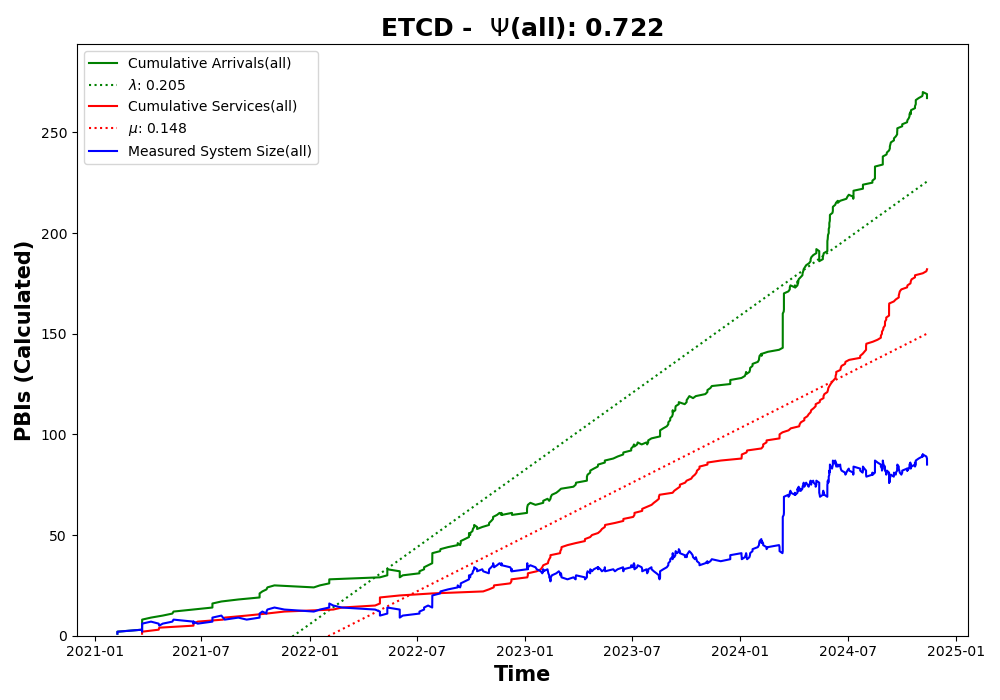 ETCD - Ψ(all): 0.722
Cumulative Arrivals(all)
λ: 0.205
Cumulative Services(all)
μ: 0.148
Measured System Size(all)
PBIs (Calculated)
250
200
150
100
50
0
2021-01 2021-07 2022-01 2022-07 2023-01 2023-07 2024-01 2024-07 2025-01
Time